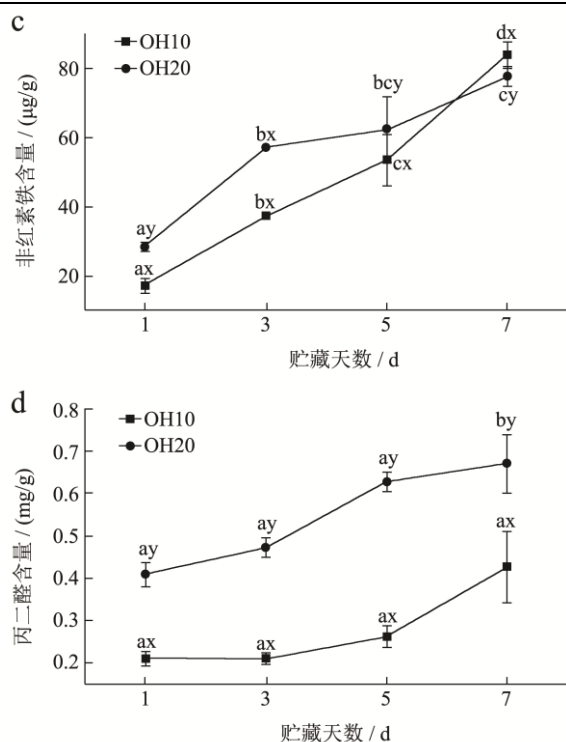 c
OH10
OH20
非红素铁含量 / (μg/g)
80
60
40
20
ay
ax
bx
bx
bcy
cx
dx
cy
1 3 5 7
贮藏天数 / d
d
OH10
OH20
丙二醛含量 / (mg/g)
0.8
0.7
0.6
0.5
0.4
0.3
0.2
ay
ay
ay
by
ax
ax
ax
ax
1 3 5 7
贮藏天数 / d